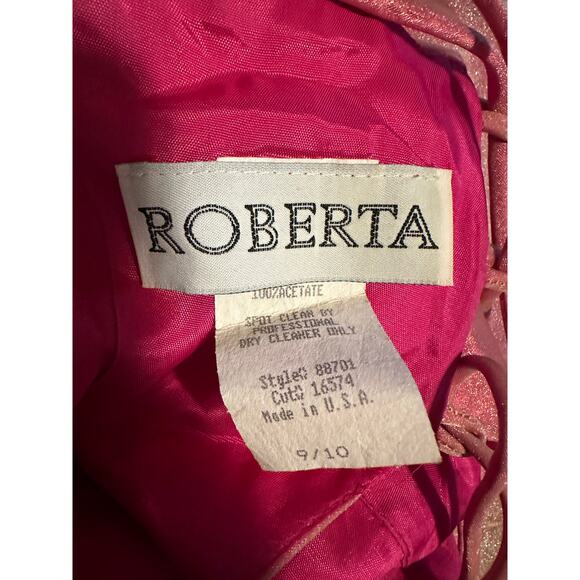 ROBERTA
100%ACETATE
SPOT CLEAN BY
PROFESSIONAL
DRY CLEANER ONLY
Style# 88701
Cut# 16574
Made in U.S.A.
9/10